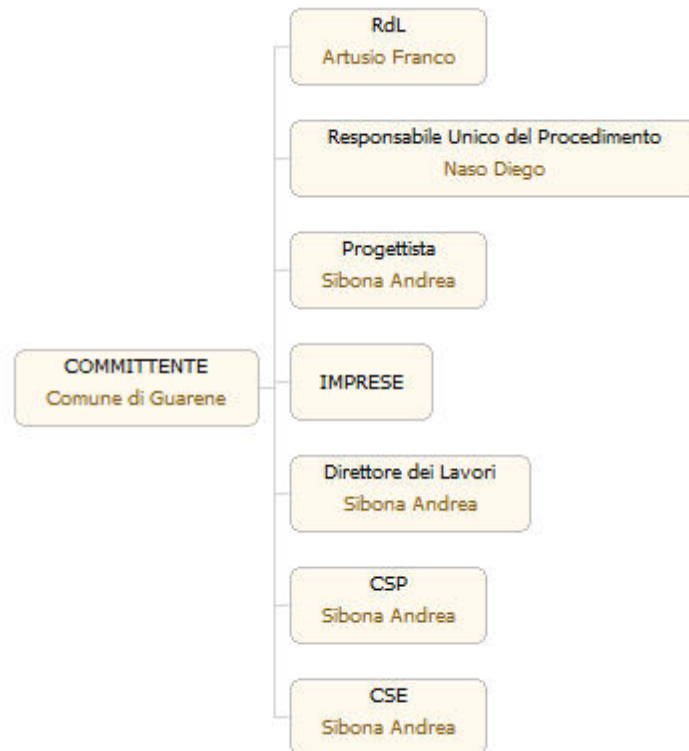 RdL
Artusio Franco
Responsabile Unico del Procedimento
Naso Diego
Progettista
Sibona Andrea
COMMITTENTE
Comune di Guarene
IMPRESE
Direttore dei Lavori
Sibona Andrea
CSP
Sibona Andrea
CSE
Sibona Andrea